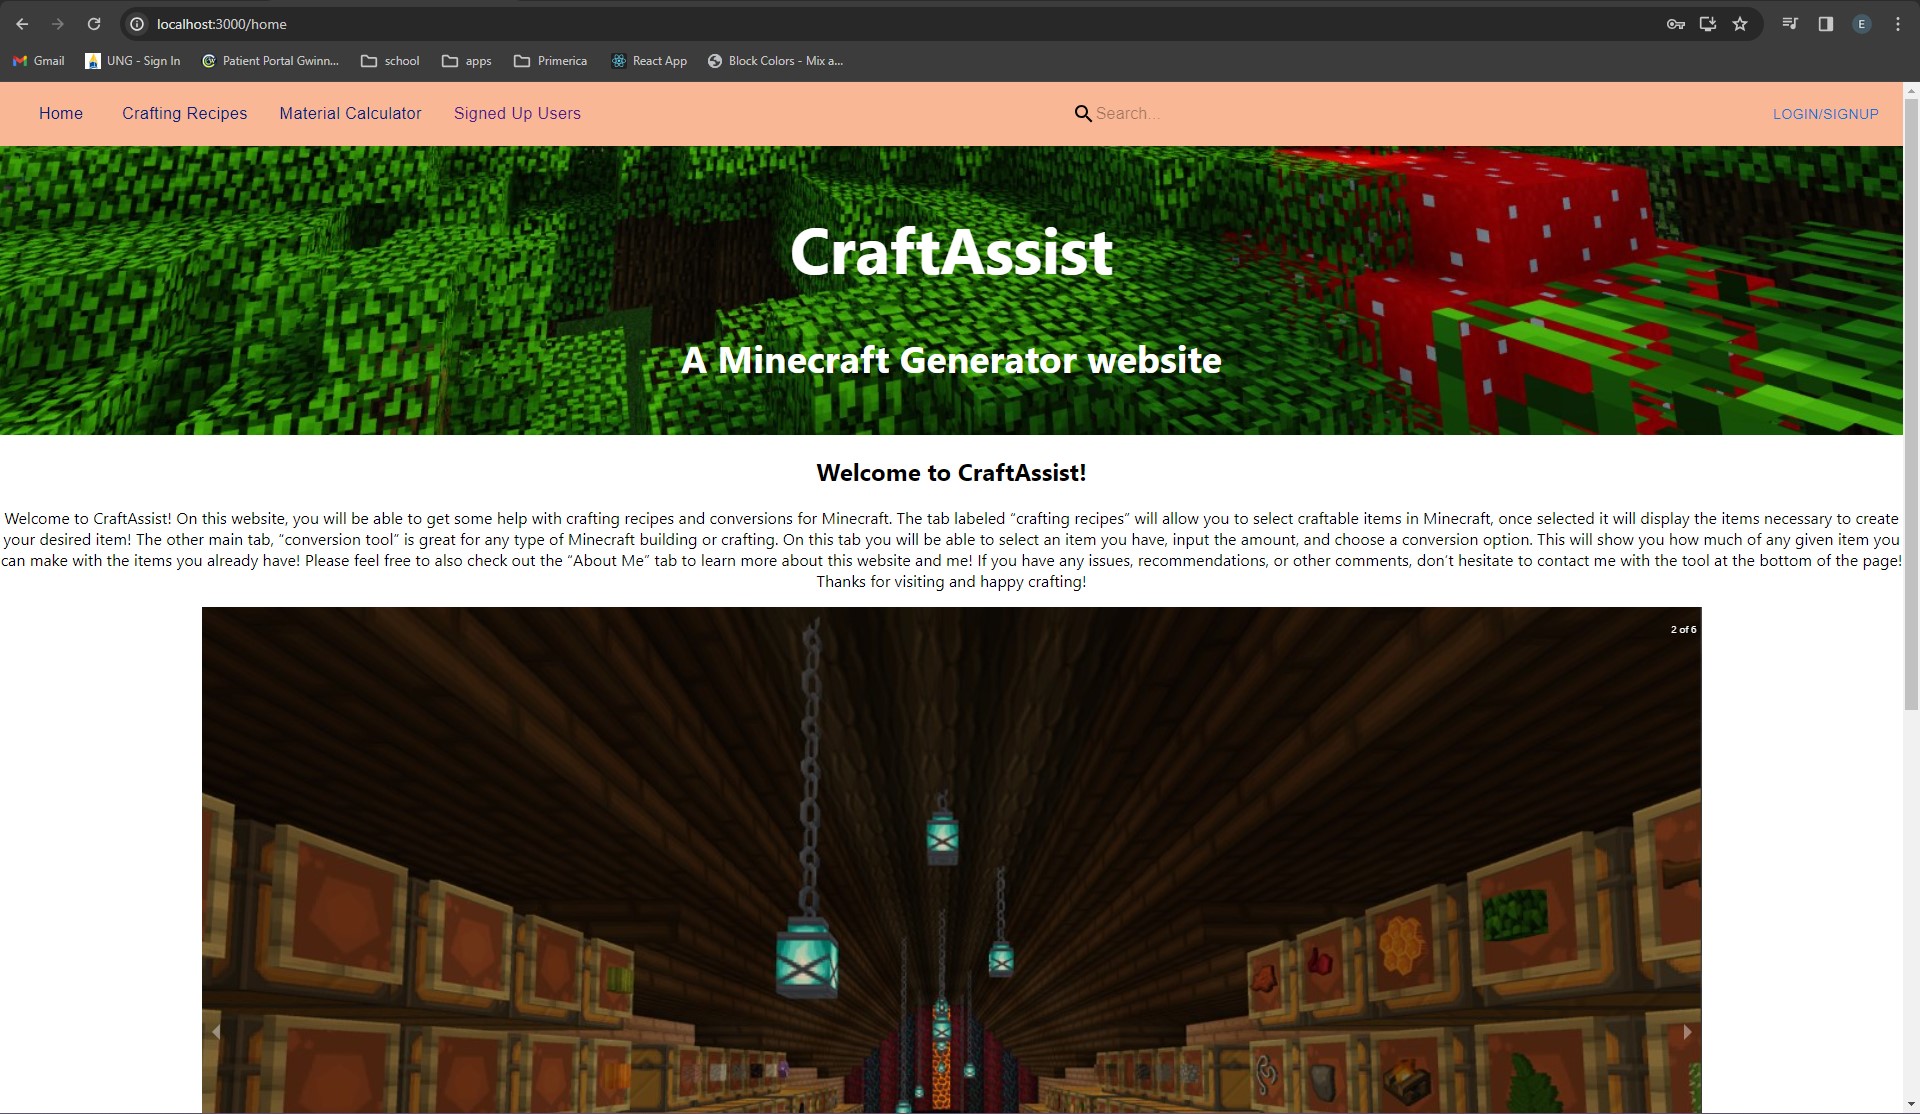 localhost:3000/home
E
Gmail
UNG - Sign In
Patient Portal Gwinn...
school
apps
Primerica
React App
Block Colors - Mix a...
Home
Crafting Recipes
Material Calculator
Signed Up Users
Search...
LOGIN/SIGNUP
CraftAssist
A Minecraft Generator website
Welcome to CraftAssist!
Welcome to CraftAssist! On this website, you will be able to get some help with crafting recipes and conversions for Minecraft. The tab labeled “crafting recipes” will allow you to select craftable items in Minecraft, once selected it will display the items necessary to create
your desired item! The other main tab, “conversion tool” is great for any type of Minecraft building or crafting. On this tab you will be able to select an item you have, input the amount, and choose a conversion option. This will show you how much of any given item you
can make with the items you already have! Please feel free to also check out the “About Me” tab to learn more about this website and me! If you have any issues, recommendations, or other comments, don’t hesitate to contact me with the tool at the bottom of the page!
Thanks for visiting and happy crafting!
2 of 6